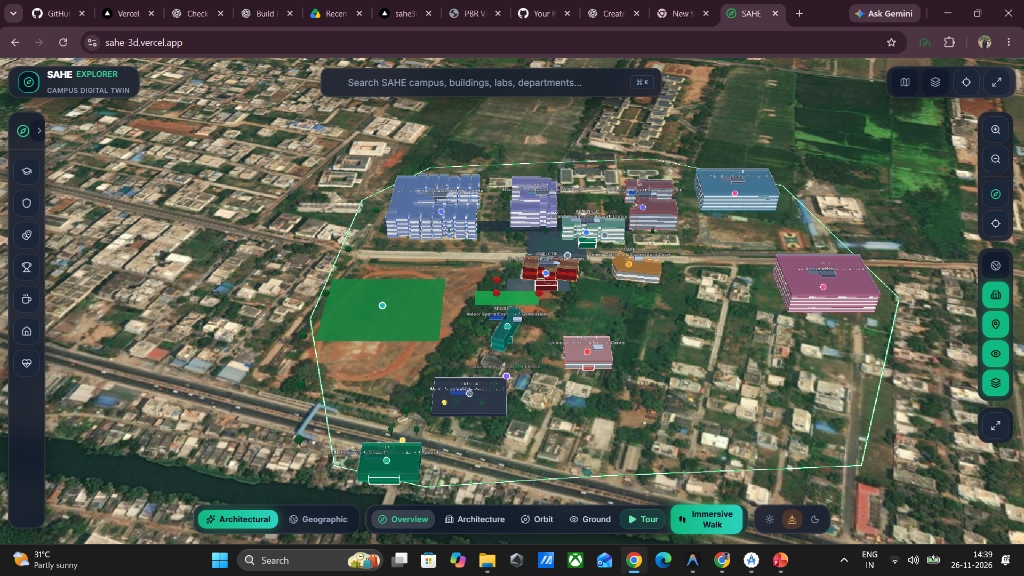 GitHu
Vercel
Check
Build
Recen
sahe3
PBR V
Your R
Create
New t
SAHE
Ask Gemini
sahe-3d.vercel.app
SAHE EXPLORER
CAMPUS DIGITAL TWIN
Search SAHE campus, buildings, labs, departments...
⌘ K
Architectural
Geographic
Overview
Architecture
Orbit
Ground
Tour
Immersive
Walk
31°C
Partly sunny
Search
ENG
IN
14:39
26-11-2026